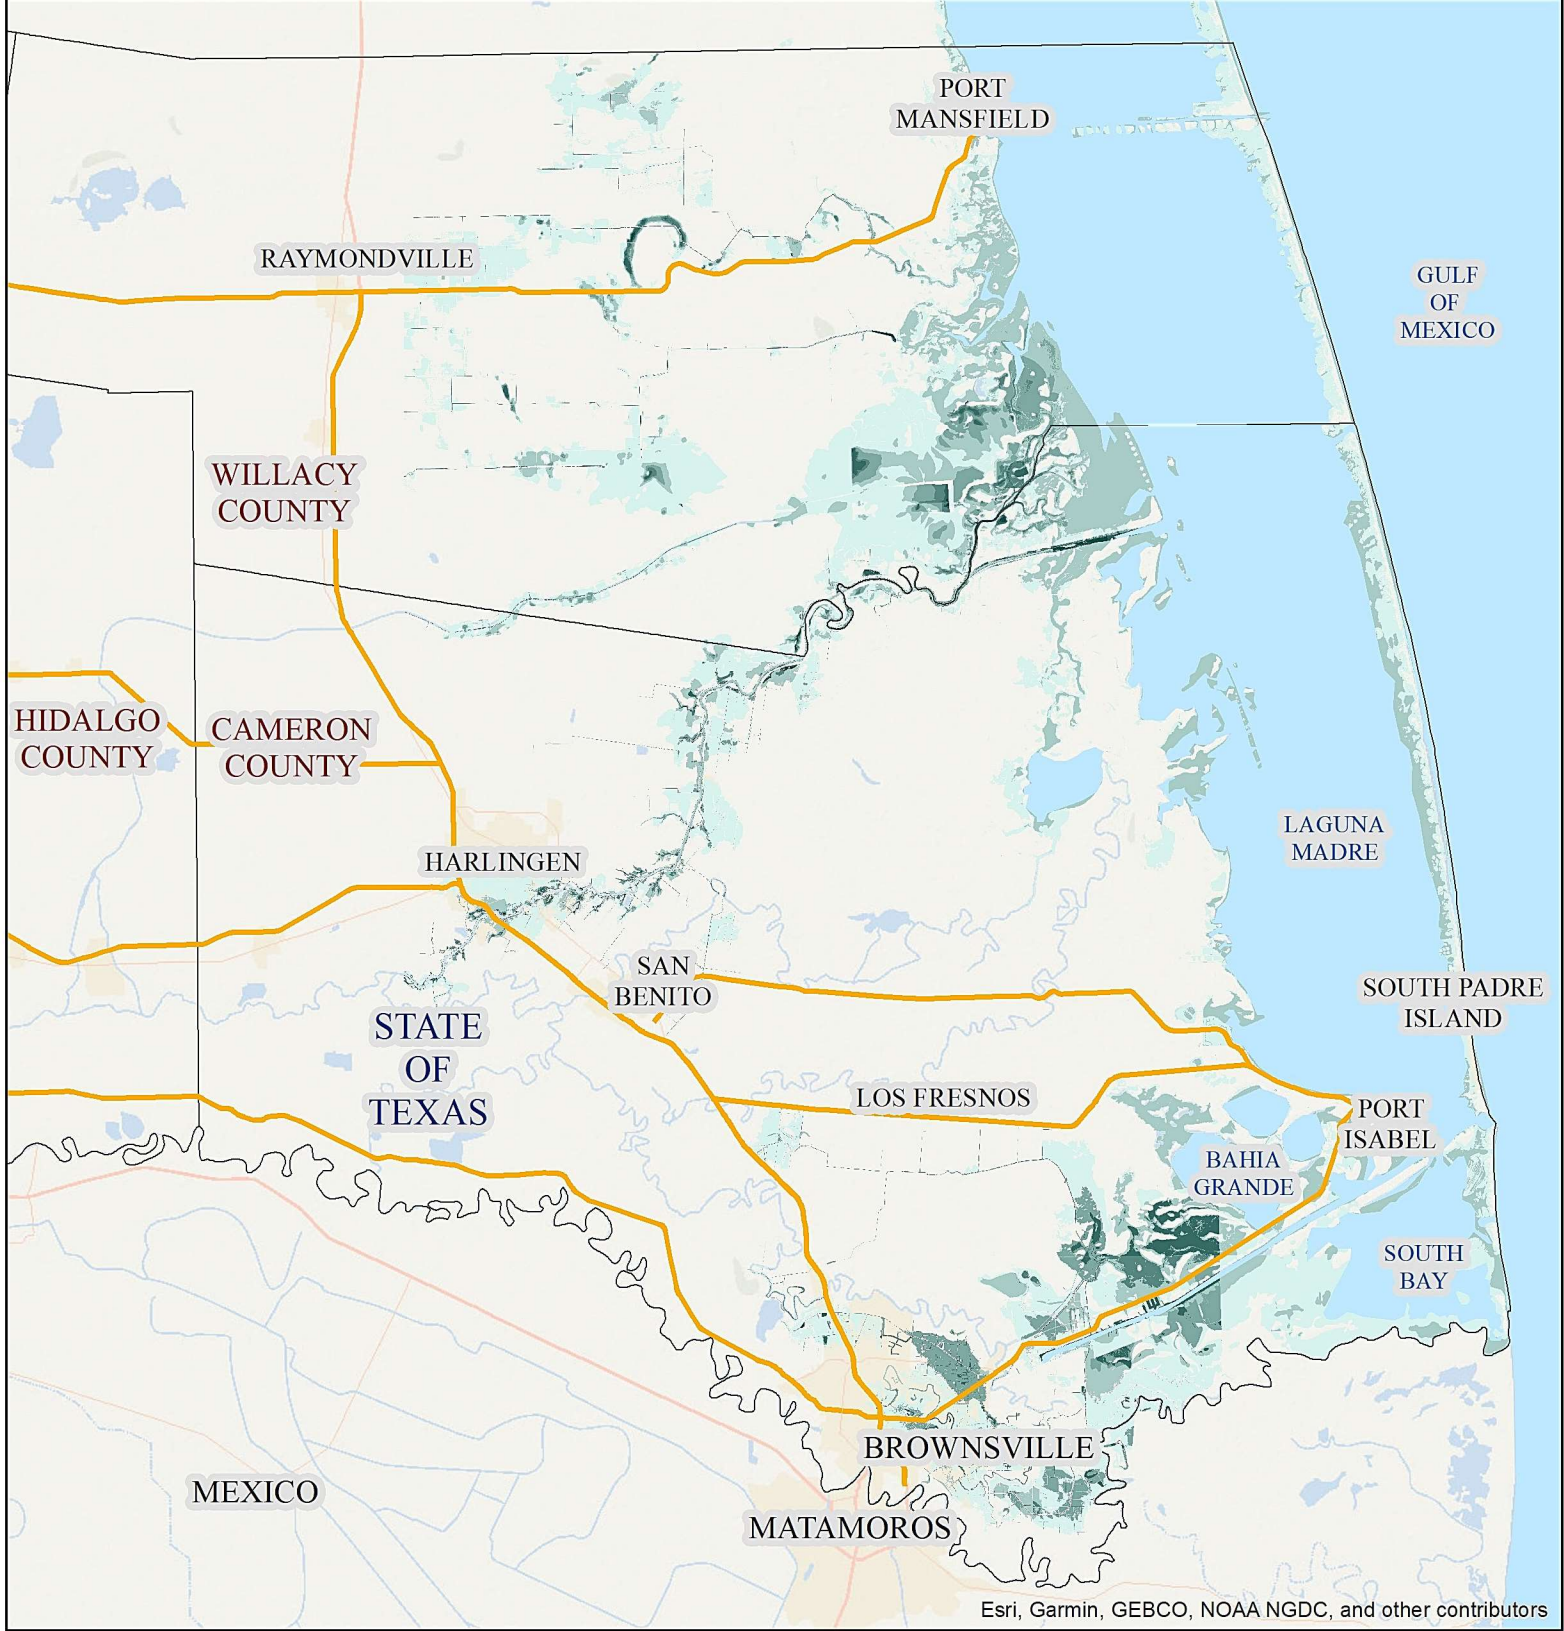 PORT
MANSFIELD
RAYMONDVILLE
GULF
OF
MEXICO
WILLACY
COUNTY
HIDALGO
COUNTY
CAMERON
COUNTY
LAGUNA
MADRE
HARLINGEN
SAN
BENITO
SOUTH PADRE
ISLAND
STATE
OF
TEXAS
LOS FRESNOS
PORT
ISABEL
BAHIA
GRANDE
SOUTH
BAY
BROWNSVILLE
MEXICO
MATAMOROS
Esri, Garmin, GEBCO, NOAA NGDC, and other contributors